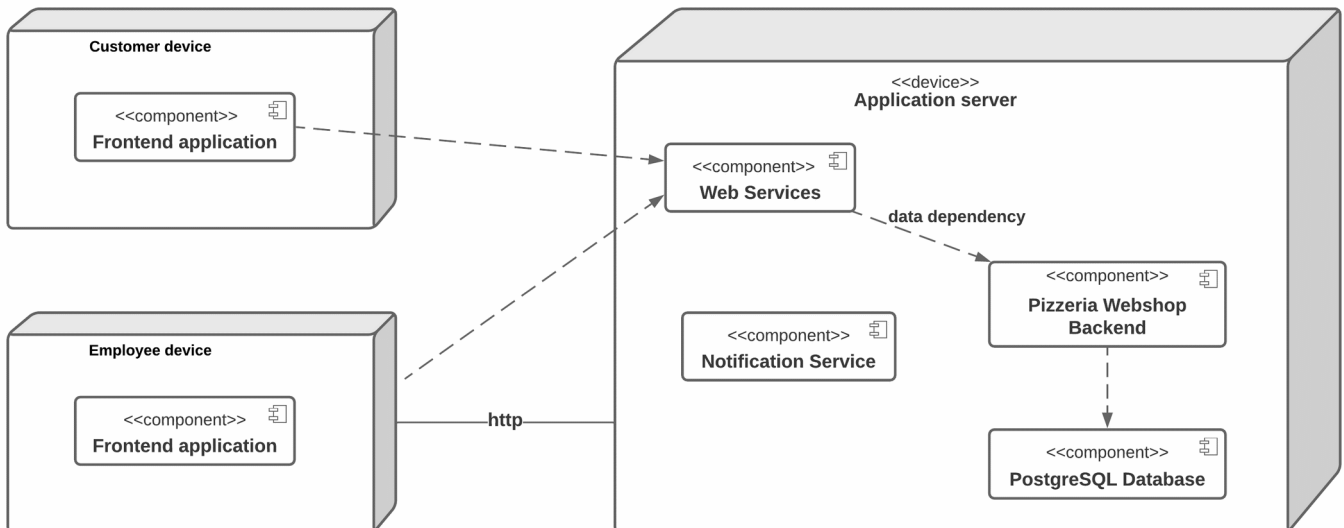 Customer device
<<component>>
Frontend application
<<device>>
Application server
<<component>>
Web Services
data dependency
<<component>>
Pizzeria Webshop
Backend
<<component>>
Notification Service
Employee device
<<component>>
Frontend application
http
<<component>>
PostgreSQL Database